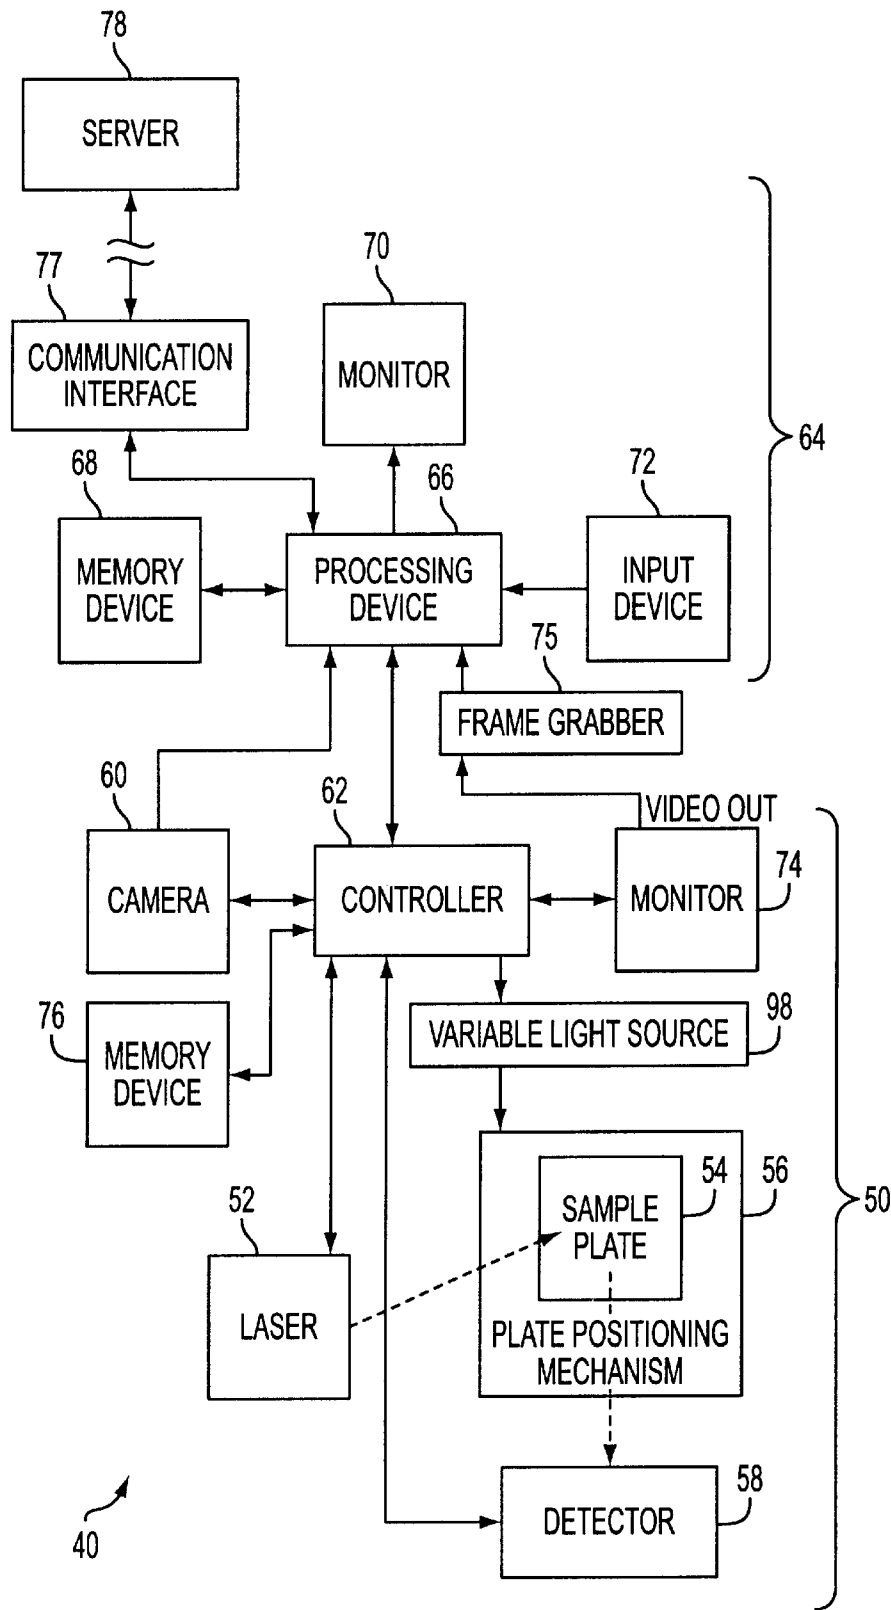 78
SERVER
77
COMMUNICATION
INTERFACE
70
MONITOR
64
68
MEMORY
DEVICE
66
PROCESSING
DEVICE
72
INPUT
DEVICE
75
FRAME GRABBER
60
CAMERA
62
CONTROLLER
VIDEO OUT
MONITOR
74
76
MEMORY
DEVICE
VARIABLE LIGHT SOURCE
98
52
LASER
SAMPLE
PLATE
54
56
PLATE POSITIONING
MECHANISM
50
DETECTOR
58
40